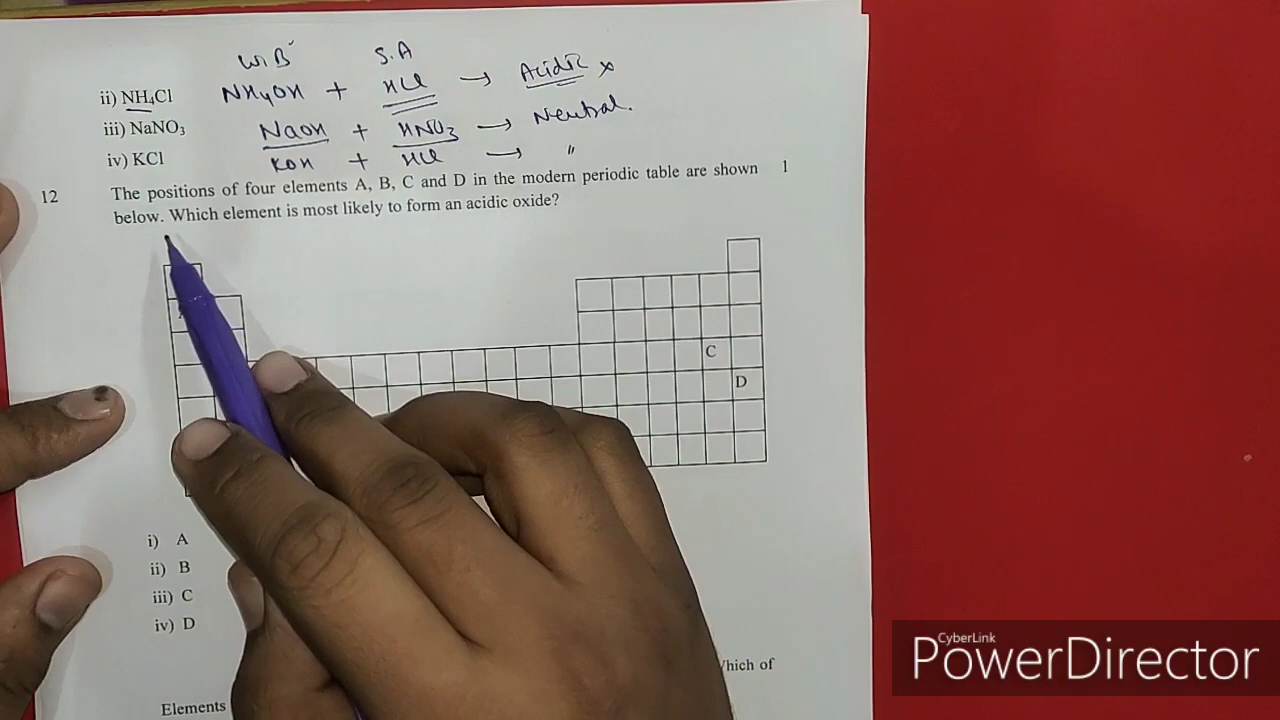 W.B S.A
ii) NH₄Cl NH₄OH + HCl → Acidic ×
iii) NaNO₃ NaOH + HNO₃ → Neutral.
iv) KCl KOH + HCl → "
12 The positions of four elements A, B, C and D in the modern periodic table are shown 1
below. Which element is most likely to form an acidic oxide?
C
D
i) A
ii) B
iii) C
iv) D
Which of
Elements
CyberLink
PowerDirector